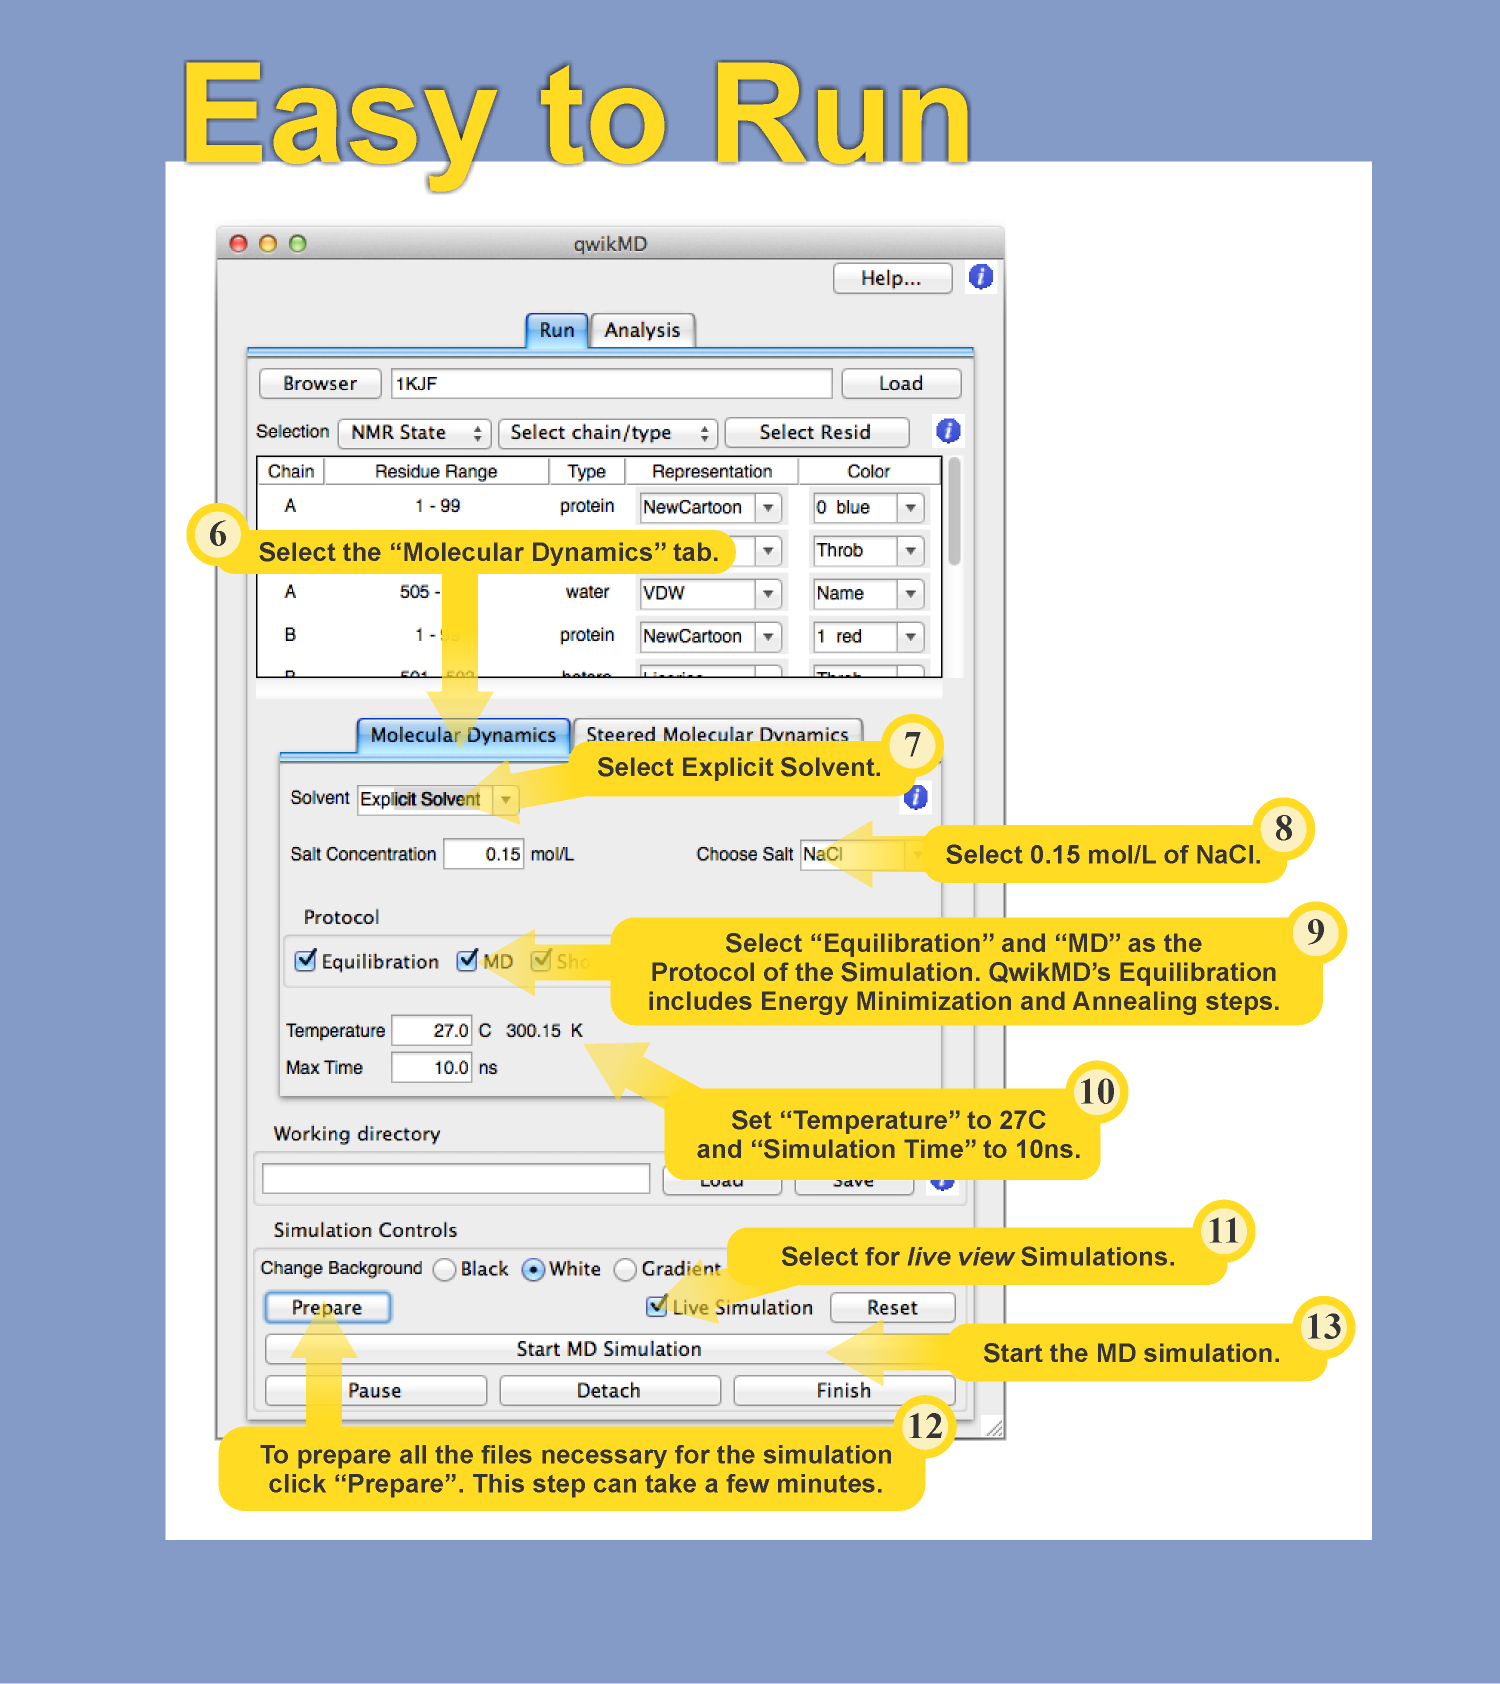 Easy to Run
qwikMD
Help...
Run Analysis
Browser 1KJF Load
Selection NMR State Select chain/type Select Resid
Chain Residue Range Type Representation Color
A 1 - 99 protein NewCartoon 0 blue
6
Select the “Molecular Dynamics” tab.
Throb
A 505 - water VDW Name
B 1 - protein NewCartoon 1 red
Molecular Dynamics Steered Molecular Dynamics
7
Select Explicit Solvent.
Solvent Explicit Solvent
8
Salt Concentration 0.15 mol/L Choose Salt NaCl
Select 0.15 mol/L of NaCl.
Protocol
9
Select “Equilibration” and “MD” as the
Protocol of the Simulation. QwikMD’s Equilibration
includes Energy Minimization and Annealing steps.
Equilibration MD Sho
Temperature 27.0 C 300.15 K
Max Time 10.0 ns
10
Set “Temperature” to 27C
and “Simulation Time” to 10ns.
Working directory
Load Save
Simulation Controls
11
Select for live view Simulations.
Change Background Black White Gradient
Prepare Live Simulation Reset
13
Start MD Simulation
Start the MD simulation.
Pause Detach Finish
12
To prepare all the files necessary for the simulation
click “Prepare”. This step can take a few minutes.